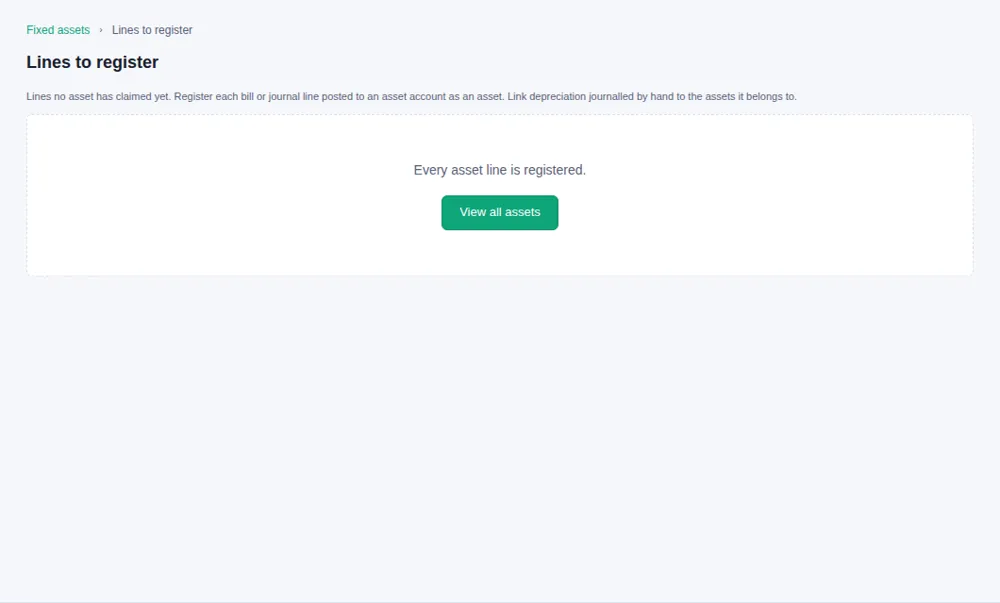 Fixed assets › Lines to register
Lines to register
Lines no asset has claimed yet. Register each bill or journal line posted to an asset account as an asset. Link depreciation journalled by hand to the assets it belongs to.
Every asset line is registered.
View all assets